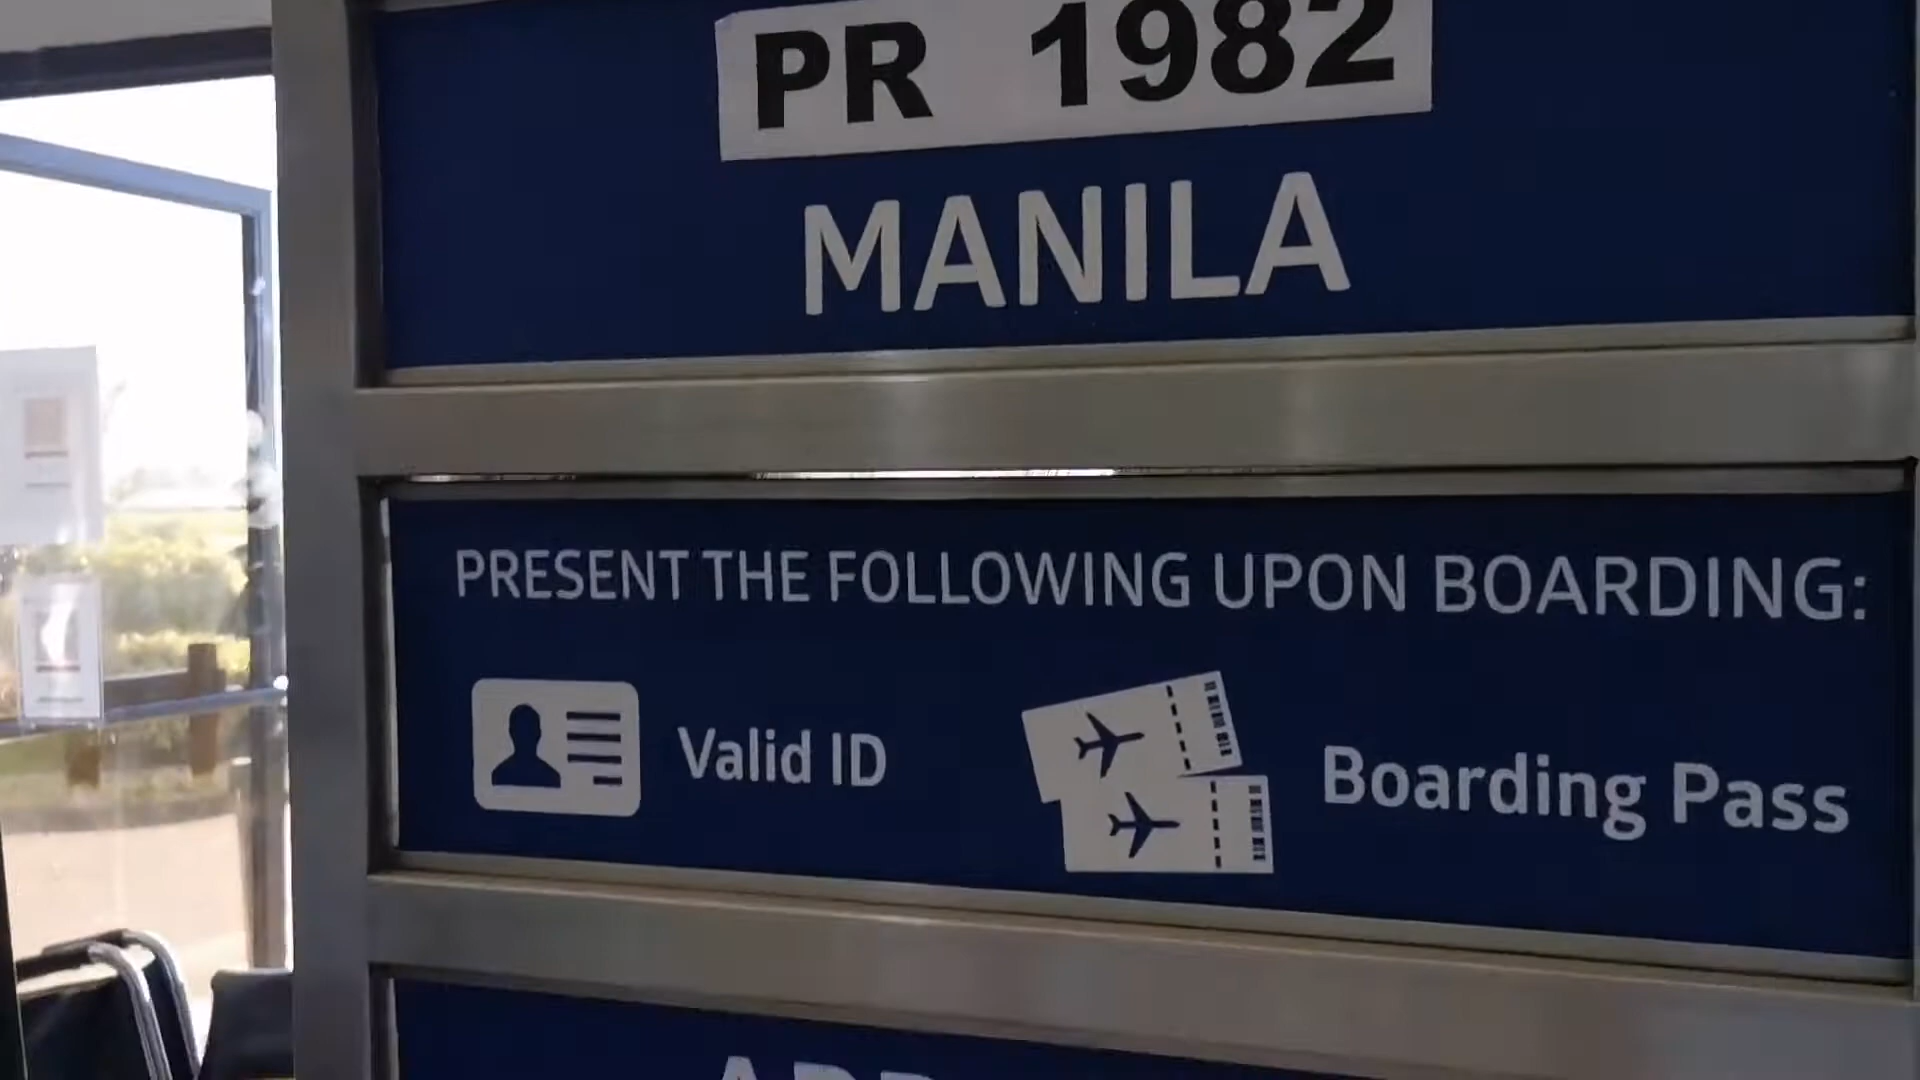 PR 1982
MANILA
PRESENT THE FOLLOWING UPON BOARDING:
Valid ID
Boarding Pass